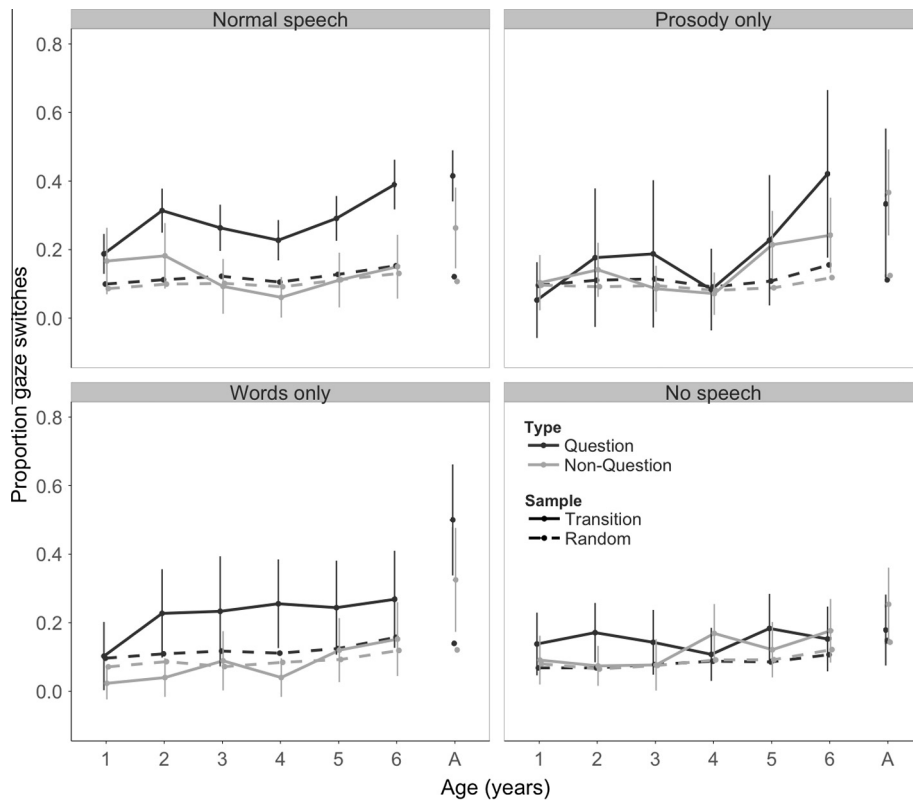 Normal speech
Prosody only
0.8
0.6
0.4
0.2
0.0
Proportion gaze switches
Words only
No speech
0.8
0.6
0.4
0.2
0.0
Type
Question
Non-Question
Sample
Transition
Random
1 2 3 4 5 6 A
1 2 3 4 5 6 A
Age (years)